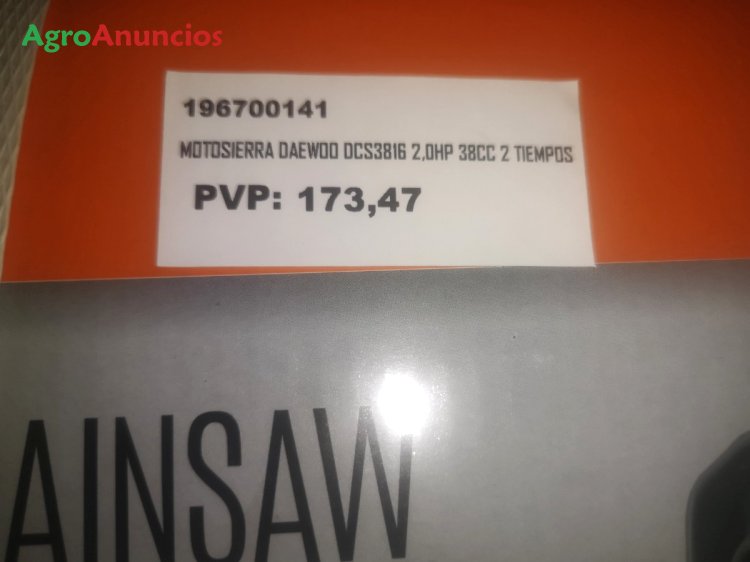 AgroAnuncios
196700141
MOTOSIERRA DAEWOO DCS3816 2,0HP 38CC 2 TIEMPOS
PVP: 173,47
AINSAW